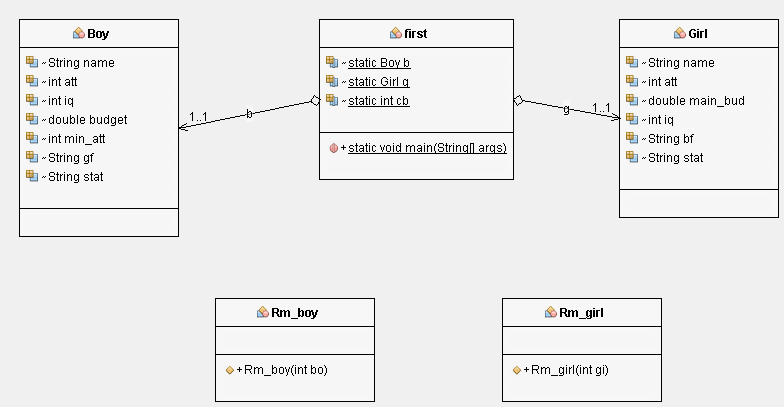 Boy
~String name
~int att
~int iq
~double budget
~int min_att
~String gf
~String stat
1..1
b
first
~static Boy b
~static Girl g
~static int cb
+static void main(String[] args)
g
1..1
Girl
~String name
~int att
~double main_bud
~int iq
~String bf
~String stat
Rm_boy
+Rm_boy(int bo)
Rm_girl
+Rm_girl(int gi)